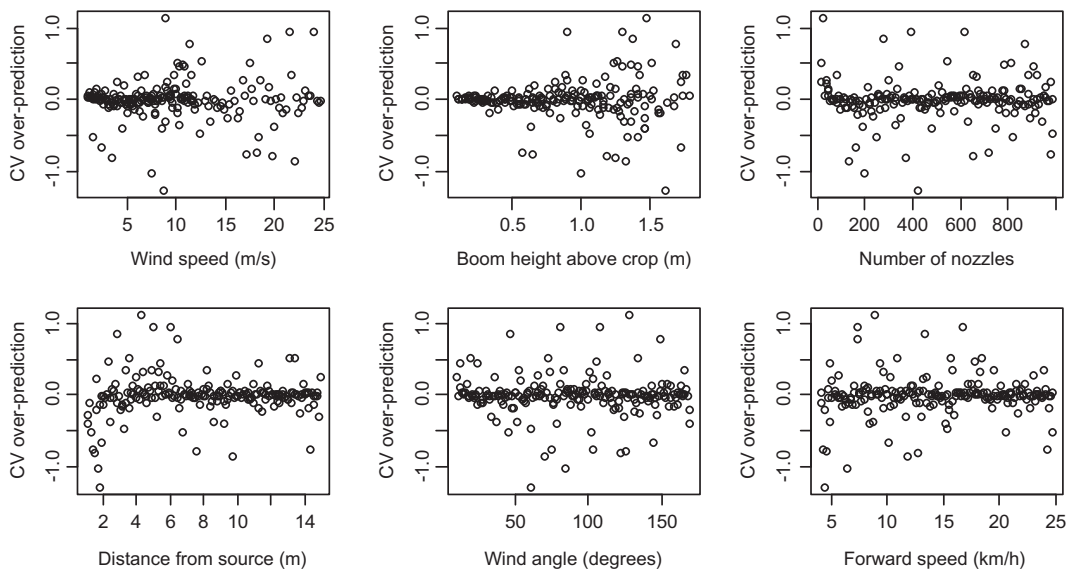 CV over-prediction
1.0
0.0
-1.0
5 10 15 20 25
Wind speed (m/s)
CV over-prediction
1.0
0.0
-1.0
0.5 1.0 1.5
Boom height above crop (m)
CV over-prediction
1.0
0.0
-1.0
0 200 400 600 800
Number of nozzles
CV over-prediction
1.0
0.0
-1.0
2 4 6 8 10 14
Distance from source (m)
CV over-prediction
1.0
0.0
-1.0
50 100 150
Wind angle (degrees)
CV over-prediction
1.0
0.0
-1.0
5 10 15 20 25
Forward speed (km/h)